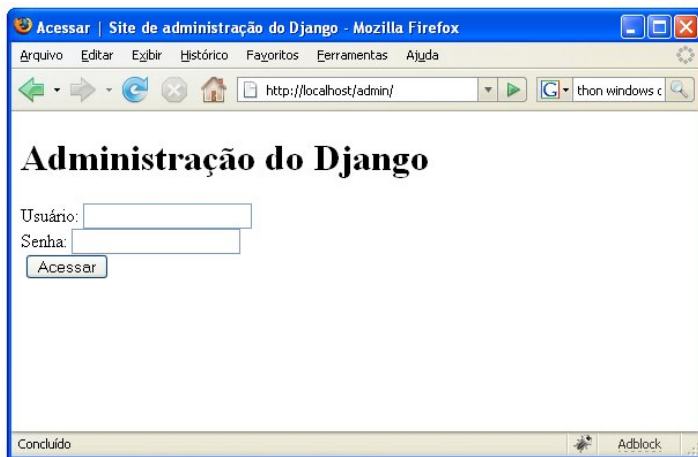 Acessar | Site de administração do Django - Mozilla Firefox
Arquivo Editar Exibir Histórico Favoritos Ferramentas Ajuda
http://localhost/admin/ G thon windows c
Administração do Django
Usuário:
Senha:
Acessar
Concluído Adblock